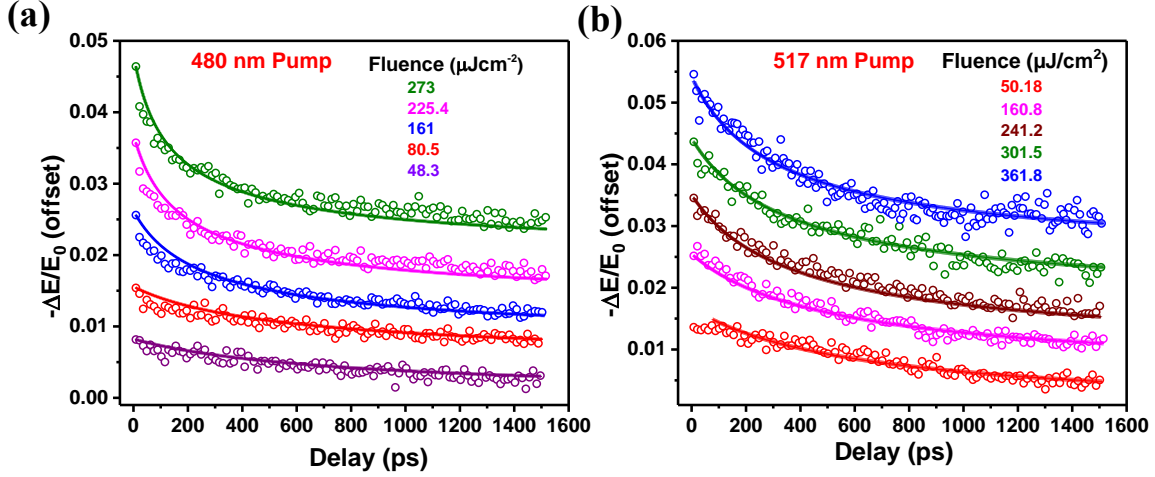 (a)
480 nm Pump
Fluence (μJcm⁻²)
273
225.4
161
80.5
48.3
-ΔE/E₀ (offset)
0.05
0.04
0.03
0.02
0.01
0.00
0 200 400 600 800 1000 1200 1400 1600
Delay (ps)
(b)
517 nm Pump
Fluence (μJ/cm²)
50.18
160.8
241.2
301.5
361.8
-ΔE/E₀ (offset)
0.06
0.05
0.04
0.03
0.02
0.01
0 200 400 600 800 1000 1200 1400 1600
Delay (ps)